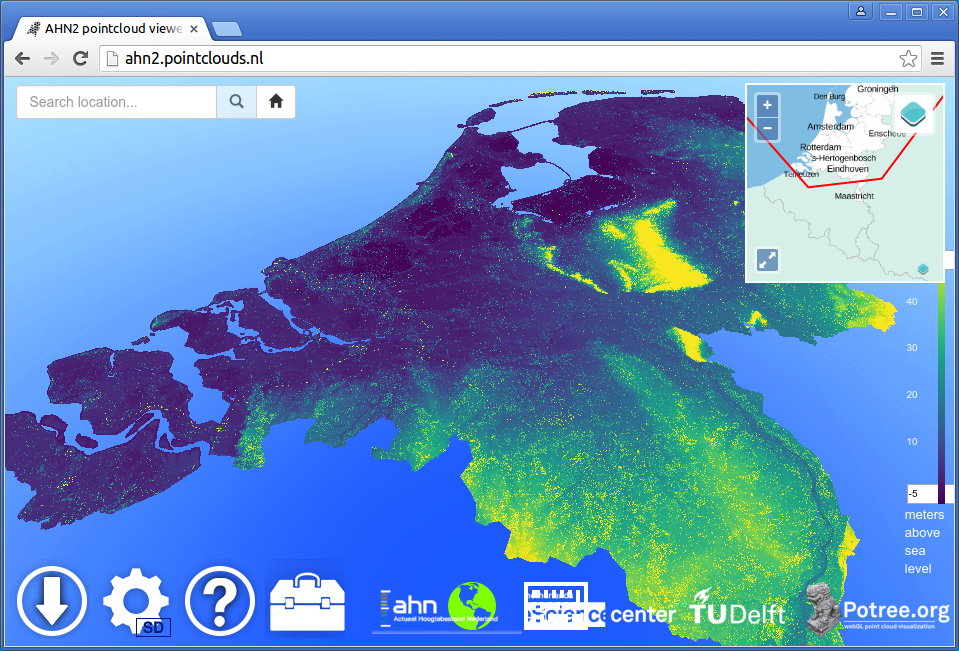 AHN2 pointcloud viewe
ahn2.pointclouds.nl
Search location...
+
−
Groningen
Den Burg
Amsterdam
Enschede
Rotterdam
's-Hertogenbosch
Eindhoven
Terneuzen
Maastricht
40
30
20
10
-5
meters
above
sea
level
SD
?
ahn
Actueel Hoogtebestand Nederland
Science center
TU Delft
Potree.org
webGL point cloud visualization